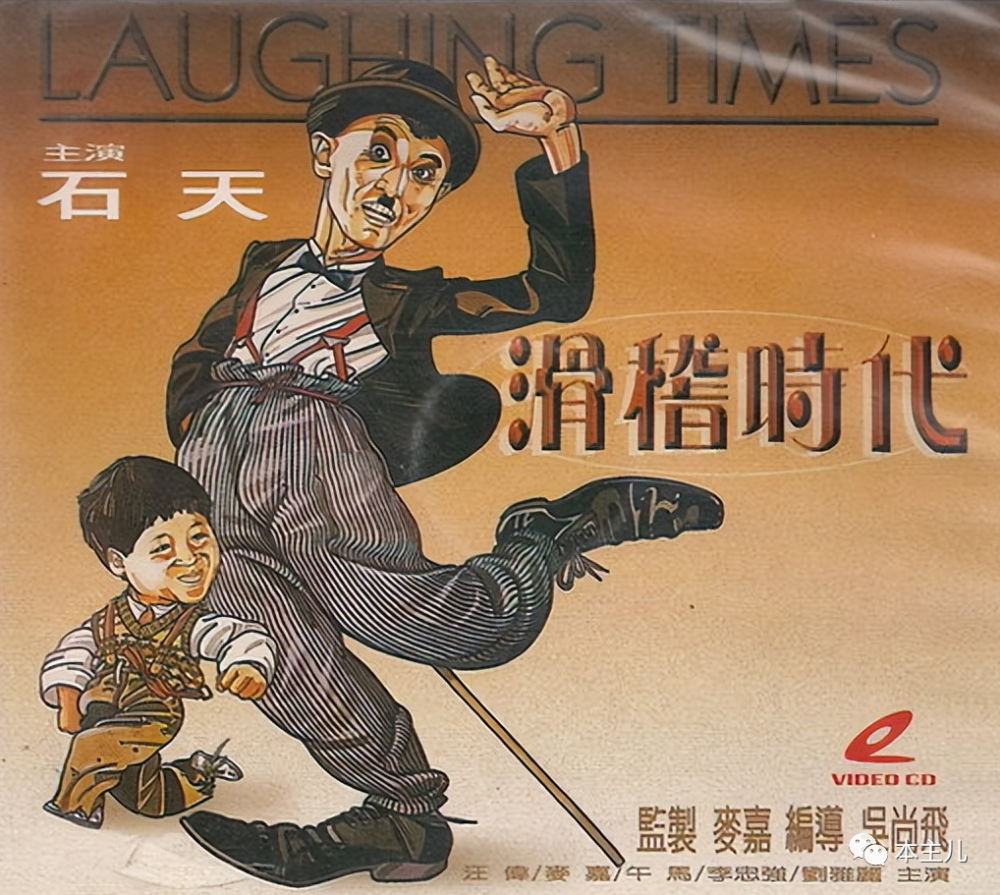 LAUGHING TIMES
主演
石天
滑稽時代
VIDEO CD
監製 麥嘉 編導 吳尚飛
本主儿
汪偉/麥嘉/午馬/李忠強/劉雅麗 主演